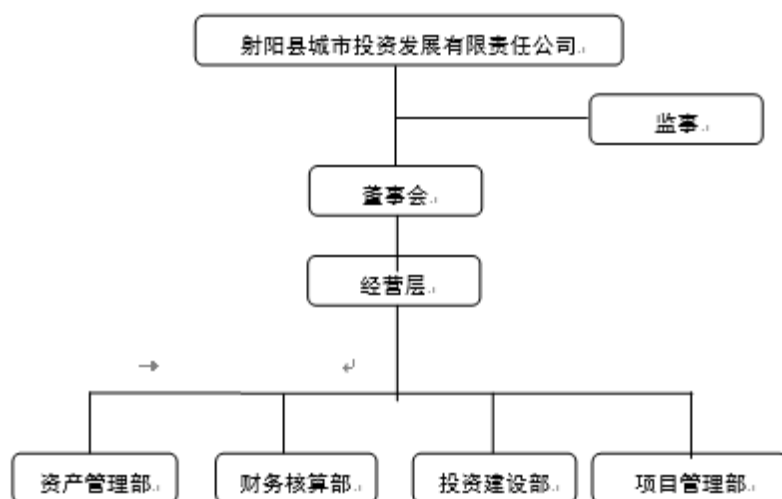 射阳县城市投资发展有限责任公司
监事
董事会
经营层
资产管理部
财务核算部
投资建设部
项目管理部